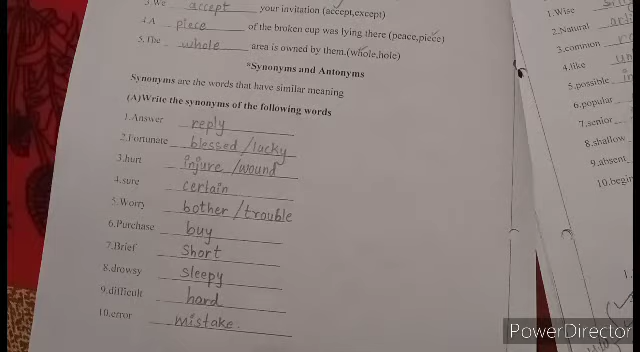 3.We accept your invitation (accept,except)
4.A piece of the broken cup was lying there (peace,piece)
5.The whole area is owned by them.(whole,hole)
*Synonyms and Antonyms
Synonyms are the words that have similar meaning
(A)Write the synonyms of the following words
1.Answer reply
2.Fortunate blessed/lucky
3.hurt injure/wound
4.sure certain
5.Worry bother/trouble
6.Purchase buy
7.Brief short
8.drowsy sleepy
9.difficult hard
10.error mistake.
1.Wise
2.Natural
3.common
4.like
5.possible
6.popular
7.senior
8.shallow
9.absent
10.begin
1.
PowerDirector